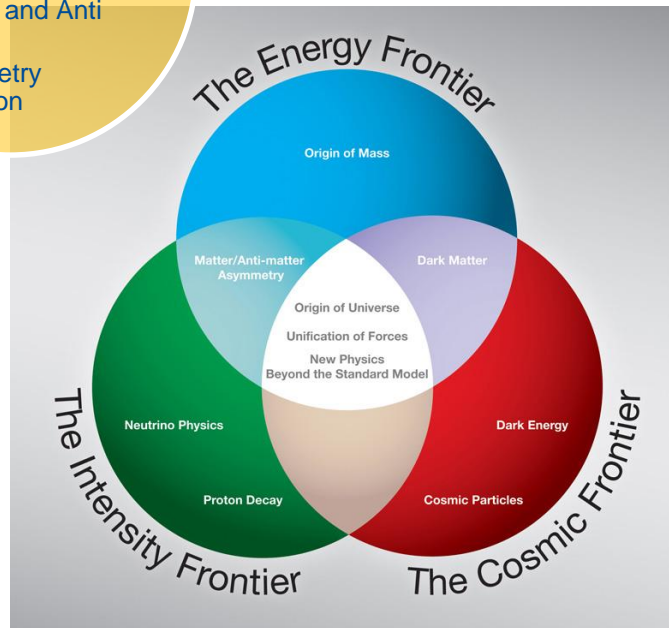 and Anti
etry
on
The Energy Frontier
Origin of Mass
Matter/Anti-matter
Asymmetry
Dark Matter
Origin of Universe
Unification of Forces
New Physics
Beyond the Standard Model
Neutrino Physics
Dark Energy
Proton Decay
Cosmic Particles
The Intensity Frontier
The Cosmic Frontier